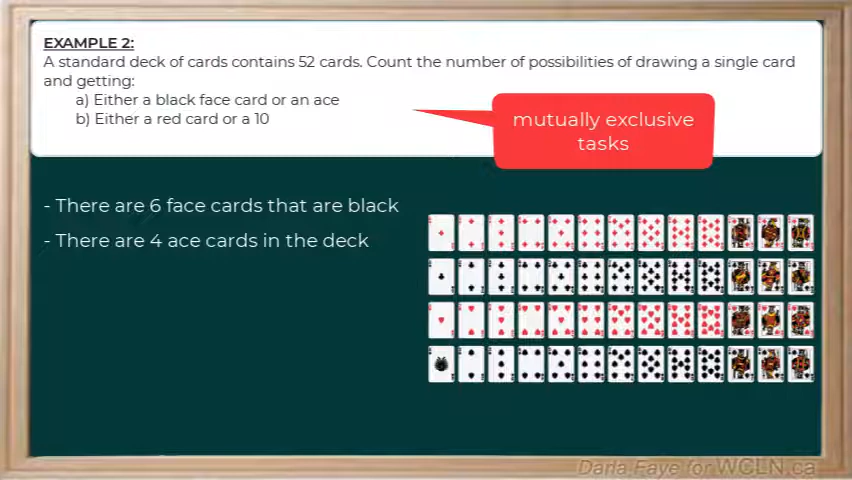 EXAMPLE 2:
A standard deck of cards contains 52 cards. Count the number of possibilities of drawing a single card
and getting:
a) Either a black face card or an ace
b) Either a red card or a 10
mutually exclusive
tasks
- There are 6 face cards that are black
- There are 4 ace cards in the deck
Darla Faye for WCLN.ca